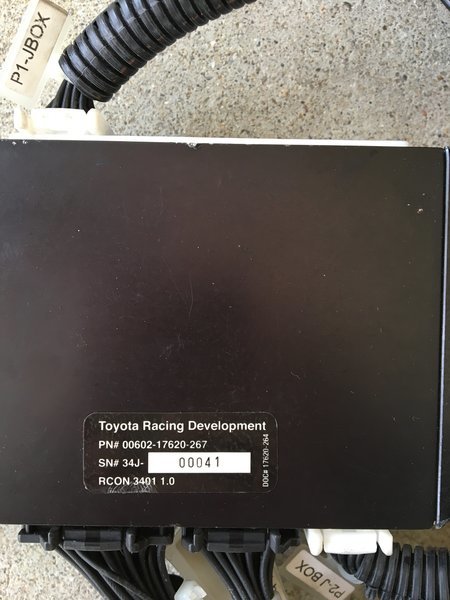 P1-JBOX
Toyota Racing Development
PN# 00602-17620-267
SN# 34J- 00041
RCON 3401 1.0
DOC# 17620-264
P2-JBOX